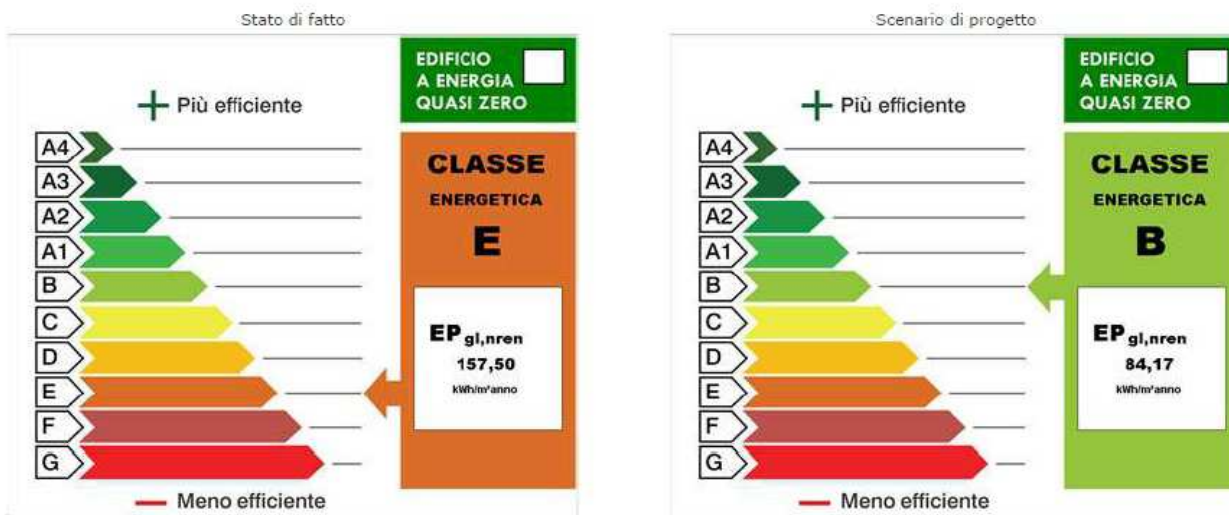 Stato di fatto
EDIFICIO
A ENERGIA
QUASI ZERO
+ Più efficiente
A4
A3
A2
A1
B
C
D
E
F
G
— Meno efficiente
CLASSE
ENERGETICA
E
EP gl,nren
157,50
kWh/m²anno
Scenario di progetto
EDIFICIO
A ENERGIA
QUASI ZERO
+ Più efficiente
A4
A3
A2
A1
B
C
D
E
F
G
— Meno efficiente
CLASSE
ENERGETICA
B
EP gl,nren
84,17
kWh/m²anno